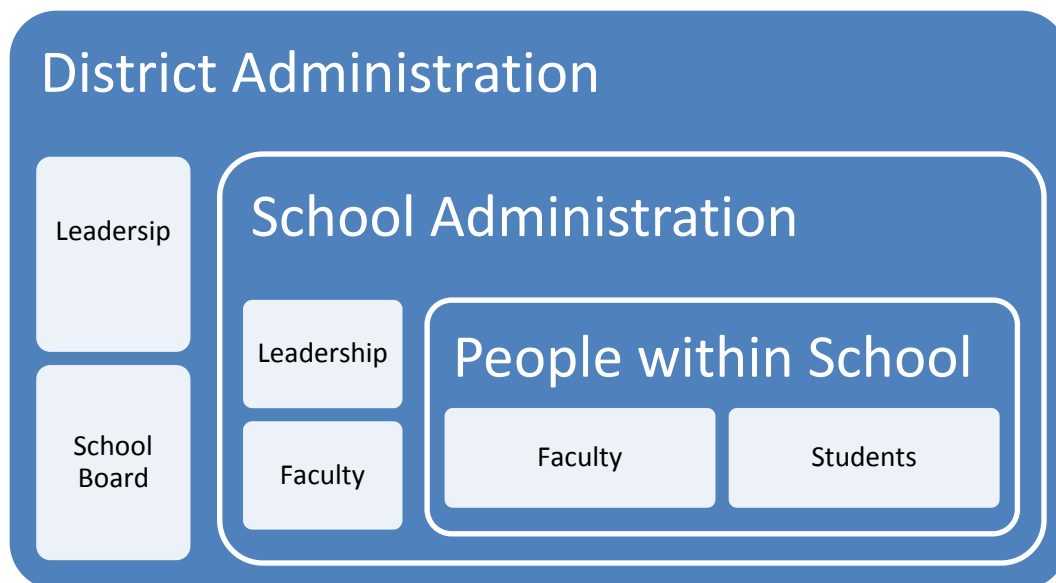 District Administration
Leadersip
School
Board
School Administration
Leadership
Faculty
People within School
Faculty
Students